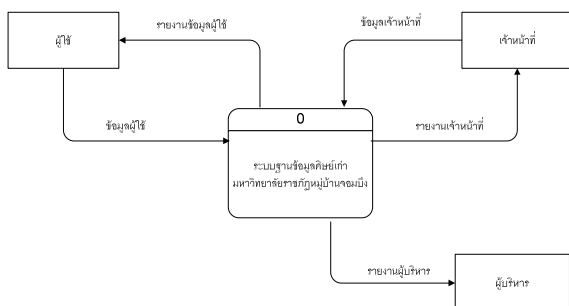 รายงานข้อมูลผู้ใช้
ข้อมูลเจ้าหน้าที่
ผู้ใช้
เจ้าหน้าที่
0
ข้อมูลผู้ใช้
รายงานเจ้าหน้าที่
ระบบฐานข้อมูลศิษย์เก่า
มหาวิทยาลัยราชภัฏหมู่บ้านจอมบึง
รายงานผู้บริหาร
ผู้บริหาร